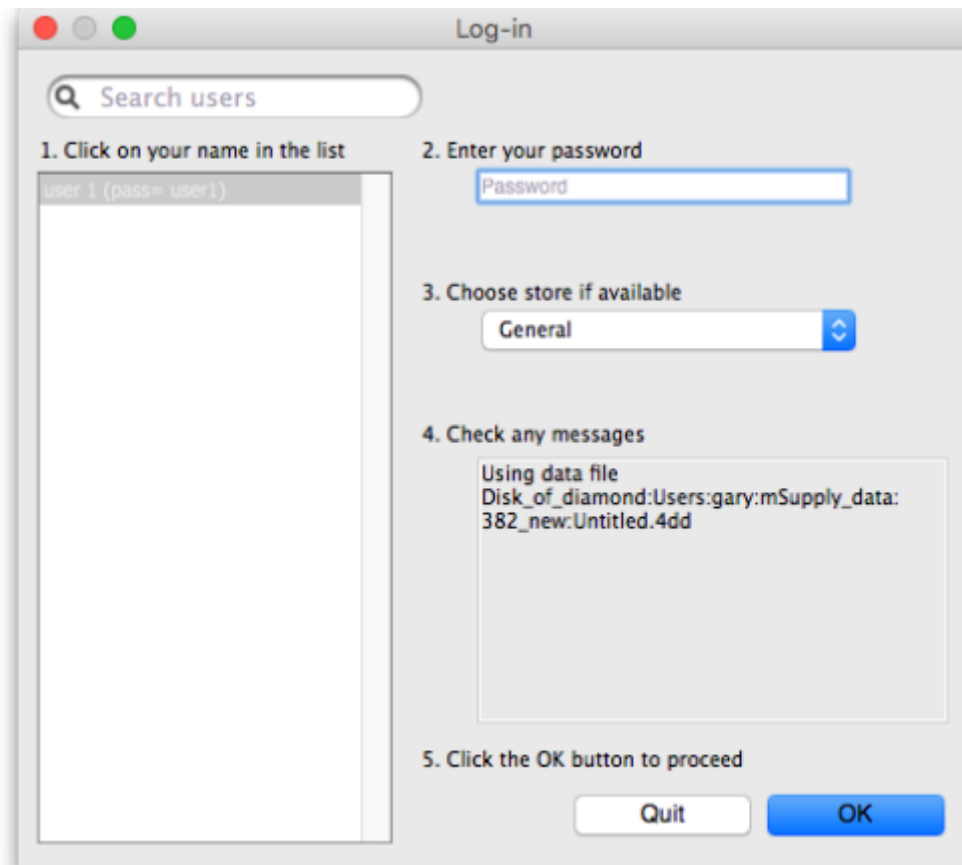 Log-in
Search users
1. Click on your name in the list
user 1 (pass= user1)
2. Enter your password
Password
3. Choose store if available
General
4. Check any messages
Using data file
Disk_of_diamond:Users:gary:mSupply_data:
382_new:Untitled.4dd
5. Click the OK button to proceed
Quit
OK